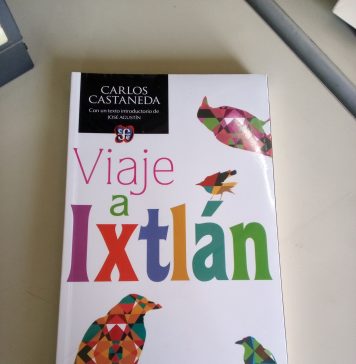 CARLOS
CASTANEDA
Con un texto introductorio de
JOSÉ AGUSTÍN
Viaje
a
Ixtlán